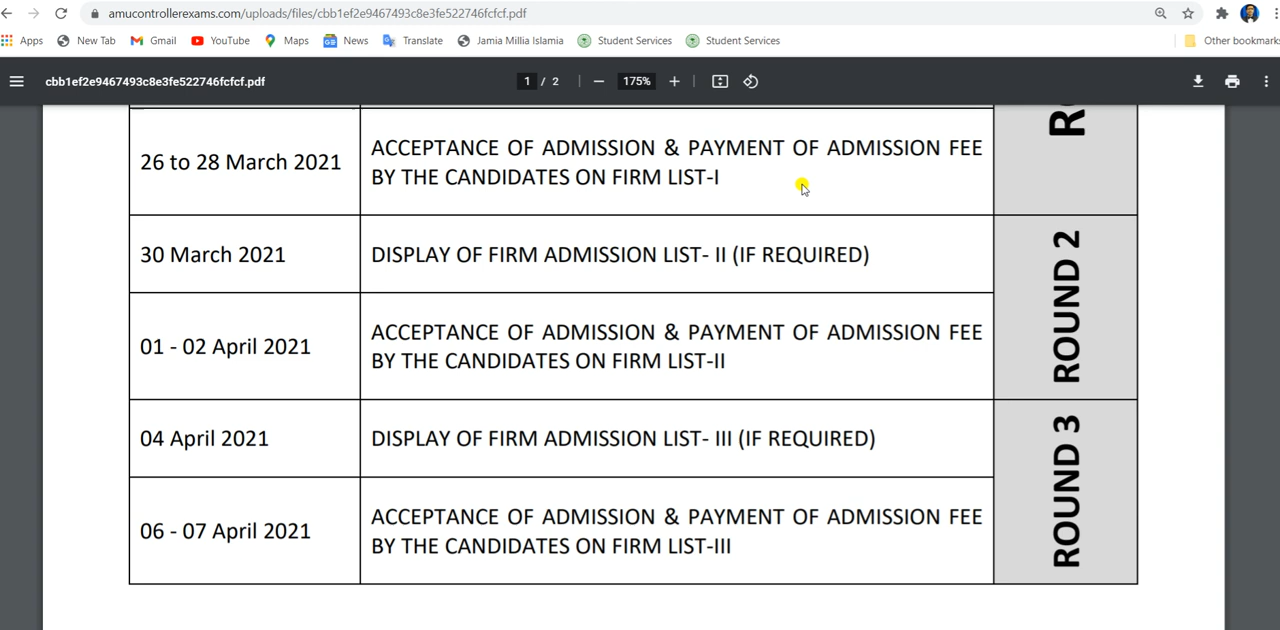 amucontrollerexams.com/uploads/files/cbb1ef2e9467493c8e3fe522746fcfcf.pdf
Apps New Tab Gmail YouTube Maps News Translate Jamia Millia Islamia Student Services Student Services Other bookmarks
cbb1ef2e9467493c8e3fe522746fcfcf.pdf 1 / 2 175%
26 to 28 March 2021
ACCEPTANCE OF ADMISSION & PAYMENT OF ADMISSION FEE
BY THE CANDIDATES ON FIRM LIST-I
30 March 2021
DISPLAY OF FIRM ADMISSION LIST- II (IF REQUIRED)
ROUND 2
01 - 02 April 2021
ACCEPTANCE OF ADMISSION & PAYMENT OF ADMISSION FEE
BY THE CANDIDATES ON FIRM LIST-II
04 April 2021
DISPLAY OF FIRM ADMISSION LIST- III (IF REQUIRED)
ROUND 3
06 - 07 April 2021
ACCEPTANCE OF ADMISSION & PAYMENT OF ADMISSION FEE
BY THE CANDIDATES ON FIRM LIST-III